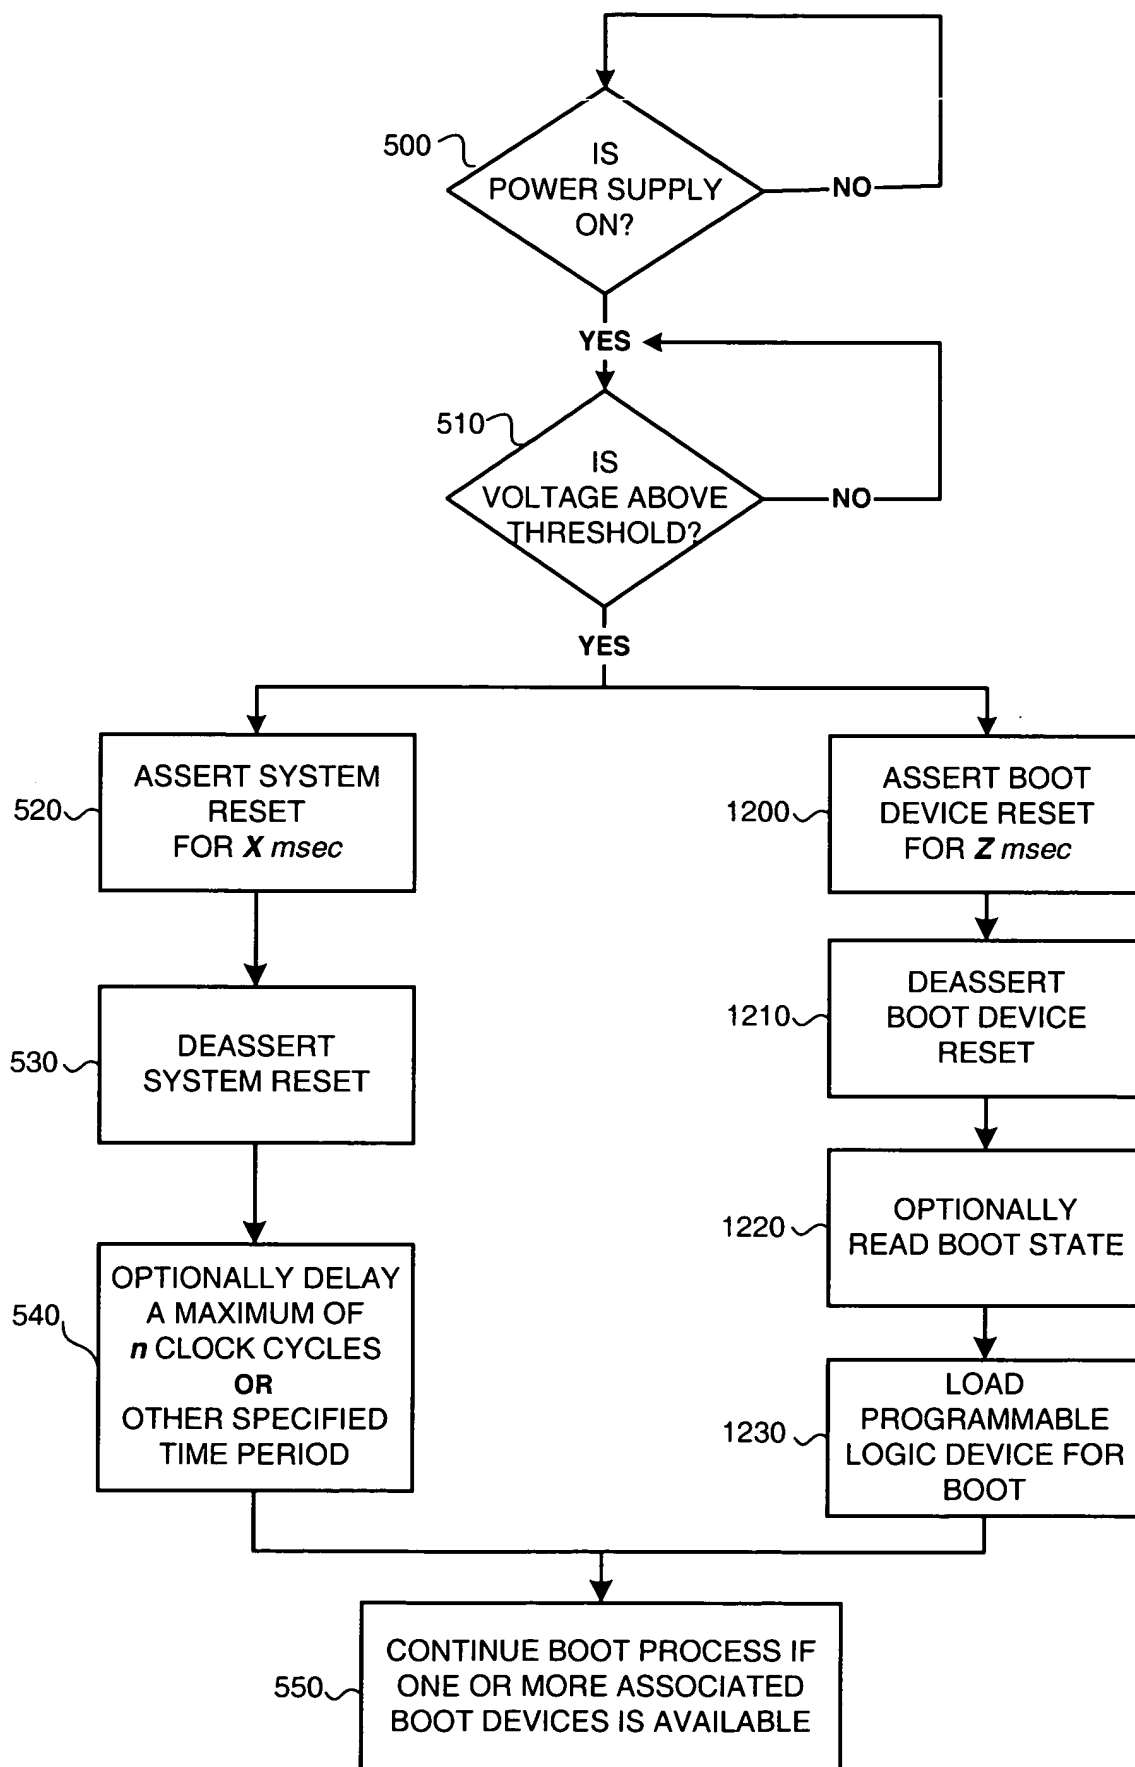 500
IS
POWER SUPPLY
ON?
NO
YES
510
IS
VOLTAGE ABOVE
THRESHOLD?
NO
YES
520
ASSERT SYSTEM
RESET
FOR X msec
1200
ASSERT BOOT
DEVICE RESET
FOR Z msec
530
DEASSERT
SYSTEM RESET
1210
DEASSERT
BOOT DEVICE
RESET
1220
OPTIONALLY
READ BOOT STATE
540
OPTIONALLY DELAY
A MAXIMUM OF
n CLOCK CYCLES
OR
OTHER SPECIFIED
TIME PERIOD
1230
LOAD
PROGRAMMABLE
LOGIC DEVICE FOR
BOOT
550
CONTINUE BOOT PROCESS IF
ONE OR MORE ASSOCIATED
BOOT DEVICES IS AVAILABLE